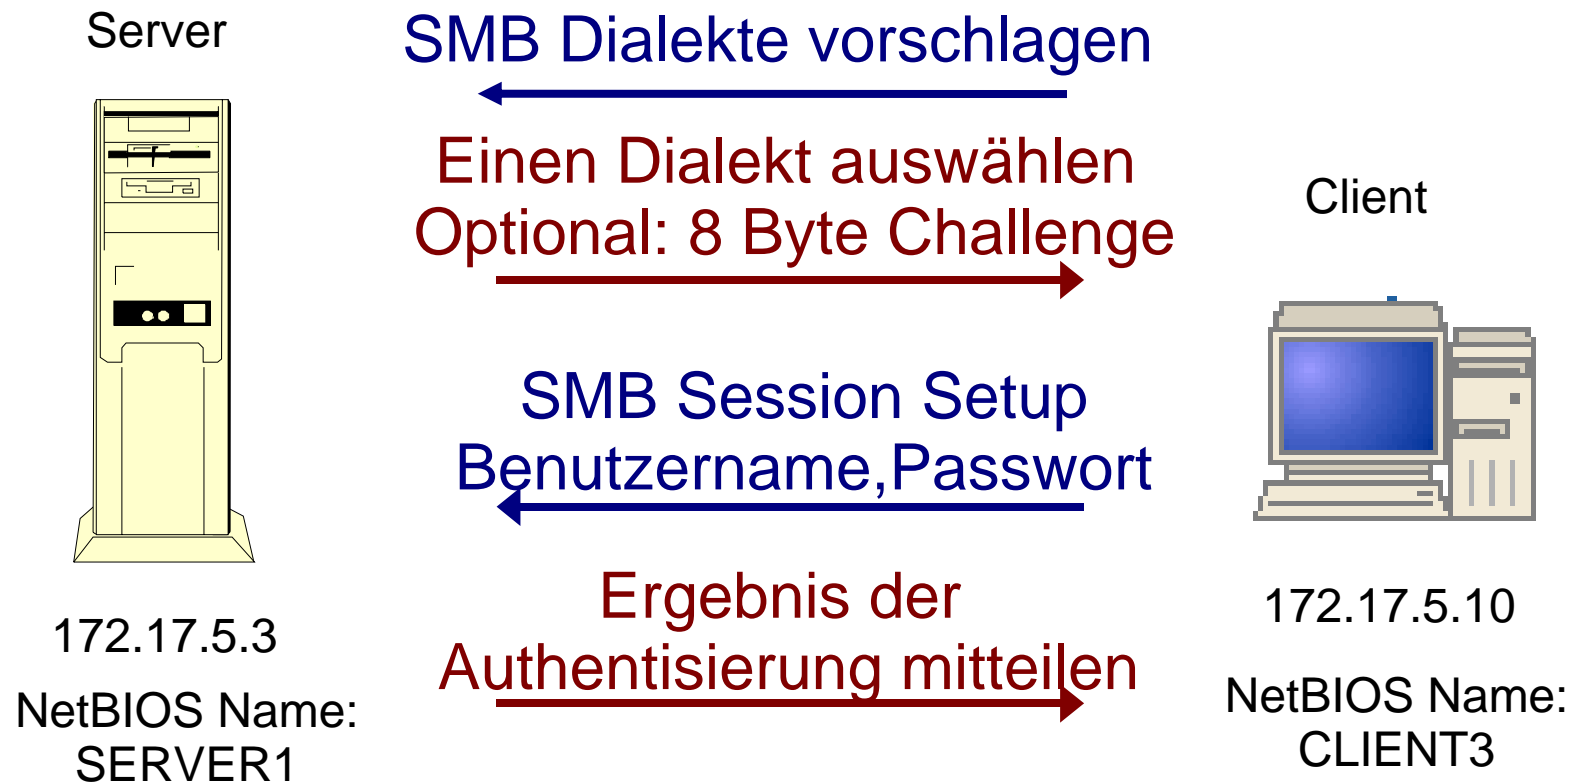 Server
SMB Dialekte vorschlagen
Einen Dialekt auswählen
Optional: 8 Byte Challenge
Client
SMB Session Setup
Benutzername,Passwort
Ergebnis der
Authentisierung mitteilen
172.17.5.3
NetBIOS Name:
SERVER1
172.17.5.10
NetBIOS Name:
CLIENT3